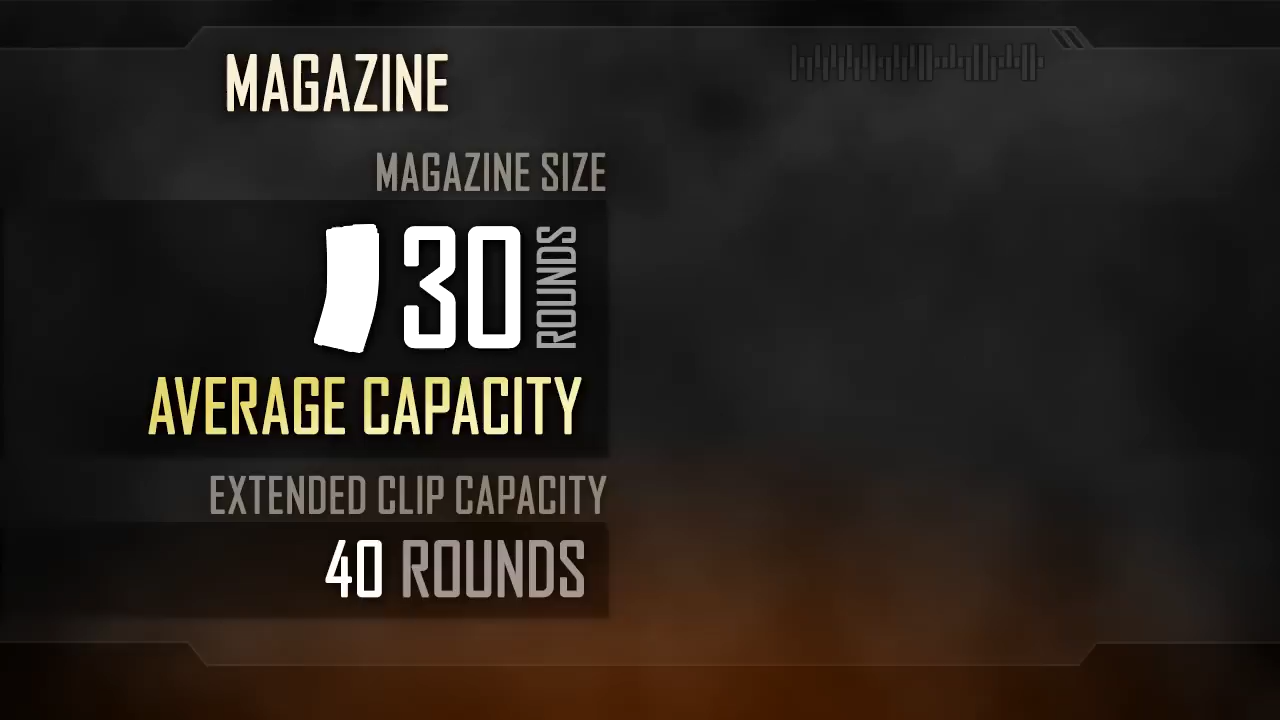 MAGAZINE
MAGAZINE SIZE
30 ROUNDS
AVERAGE CAPACITY
EXTENDED CLIP CAPACITY
40 ROUNDS